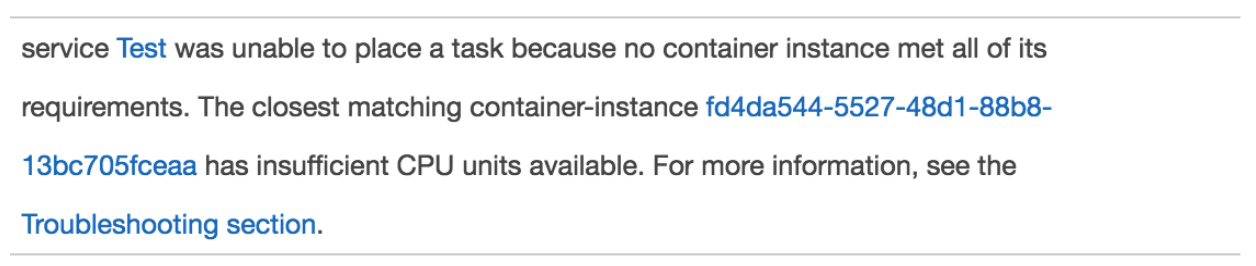 service Test was unable to place a task because no container instance met all of its
requirements. The closest matching container-instance fd4da544-5527-48d1-88b8-
13bc705fceaa has insufficient CPU units available. For more information, see the
Troubleshooting section.